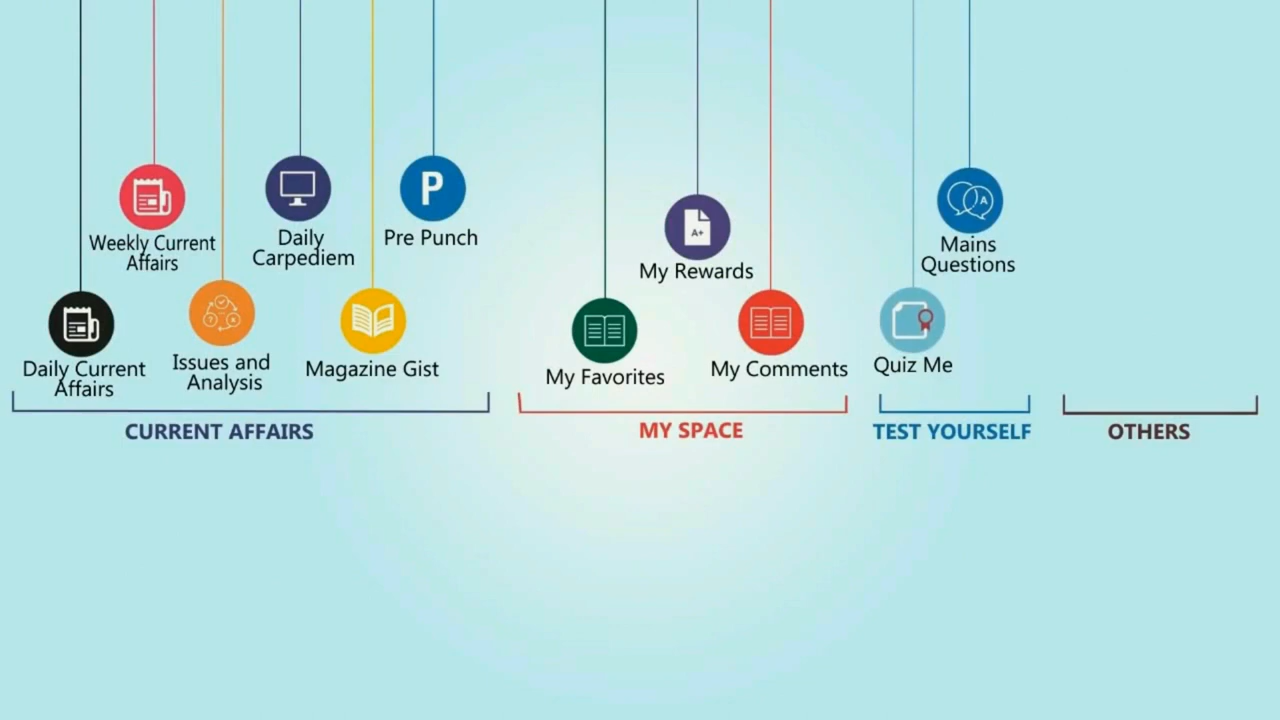 Weekly Current
Affairs
Daily
Carpediem
P
Pre Punch
Daily Current
Affairs
Issues and
Analysis
Magazine Gist
CURRENT AFFAIRS
A+
My Rewards
My Favorites
My Comments
MY SPACE
A
Mains
Questions
Quiz Me
TEST YOURSELF
OTHERS